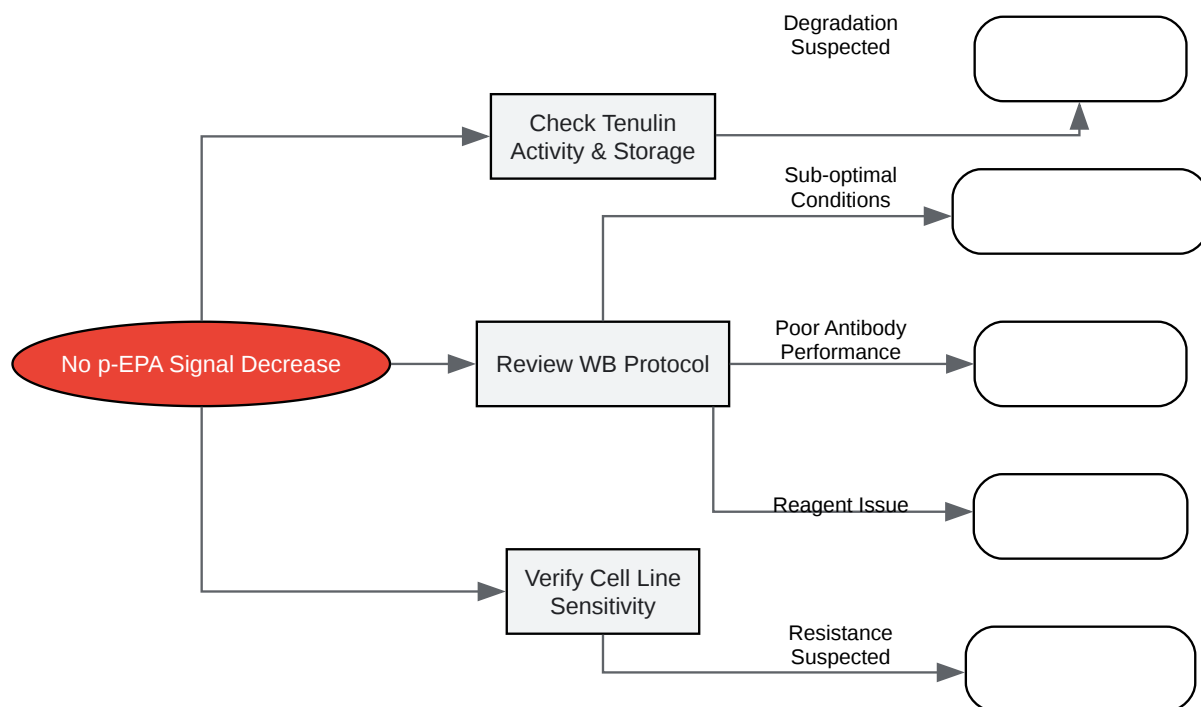 Degradation
Suspected
Check Tenulin
Activity & Storage
Sub-optimal
Conditions
No p-EPA Signal Decrease
Review WB Protocol
Poor Antibody
Performance
Reagent Issue
Verify Cell Line
Sensitivity
Resistance
Suspected